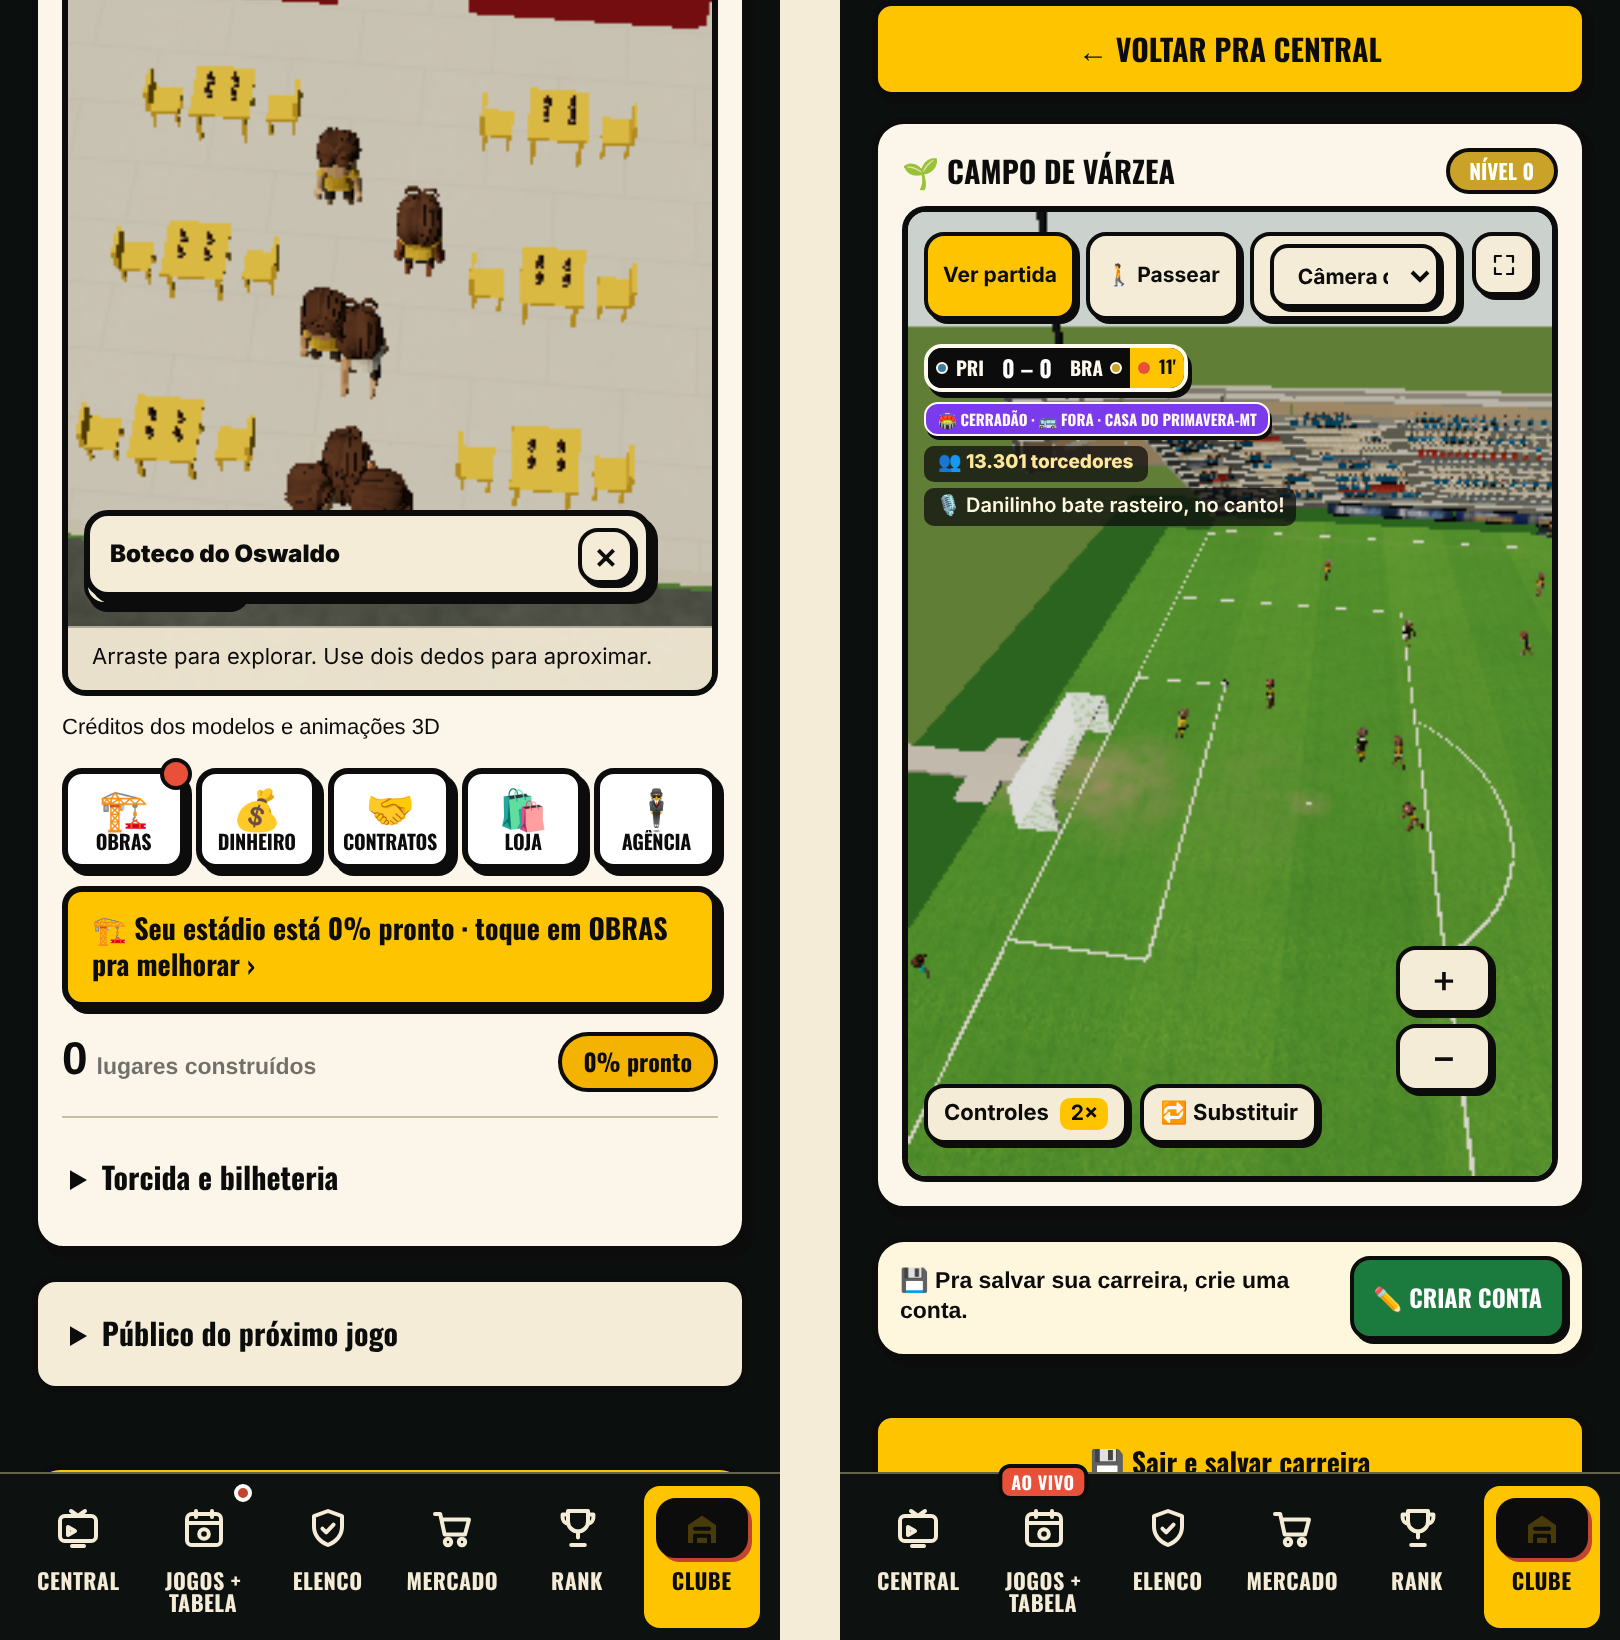 Boteco do Oswaldo
Arraste para explorar. Use dois dedos para aproximar.
Créditos dos modelos e animações 3D
OBRAS
DINHEIRO
CONTRATOS
LOJA
AGÊNCIA
Seu estádio está 0% pronto · toque em OBRAS
pra melhorar ›
0 lugares construídos
0% pronto
Torcida e bilheteria
Público do próximo jogo
CENTRAL
JOGOS +
TABELA
ELENCO
MERCADO
RANK
CLUBE
← VOLTAR PRA CENTRAL
CAMPO DE VÁRZEA
NÍVEL 0
Ver partida
Passear
Câmera
PRI 0 – 0 BRA 11'
CERRADÃO · FORA · CASA DO PRIMAVERA-MT
13.301 torcedores
Danilinho bate rasteiro, no canto!
+
−
Controles 2×
Substituir
Pra salvar sua carreira, crie uma
conta.
CRIAR CONTA
Sair e salvar carreira
AO VIVO
CENTRAL
JOGOS +
TABELA
ELENCO
MERCADO
RANK
CLUBE